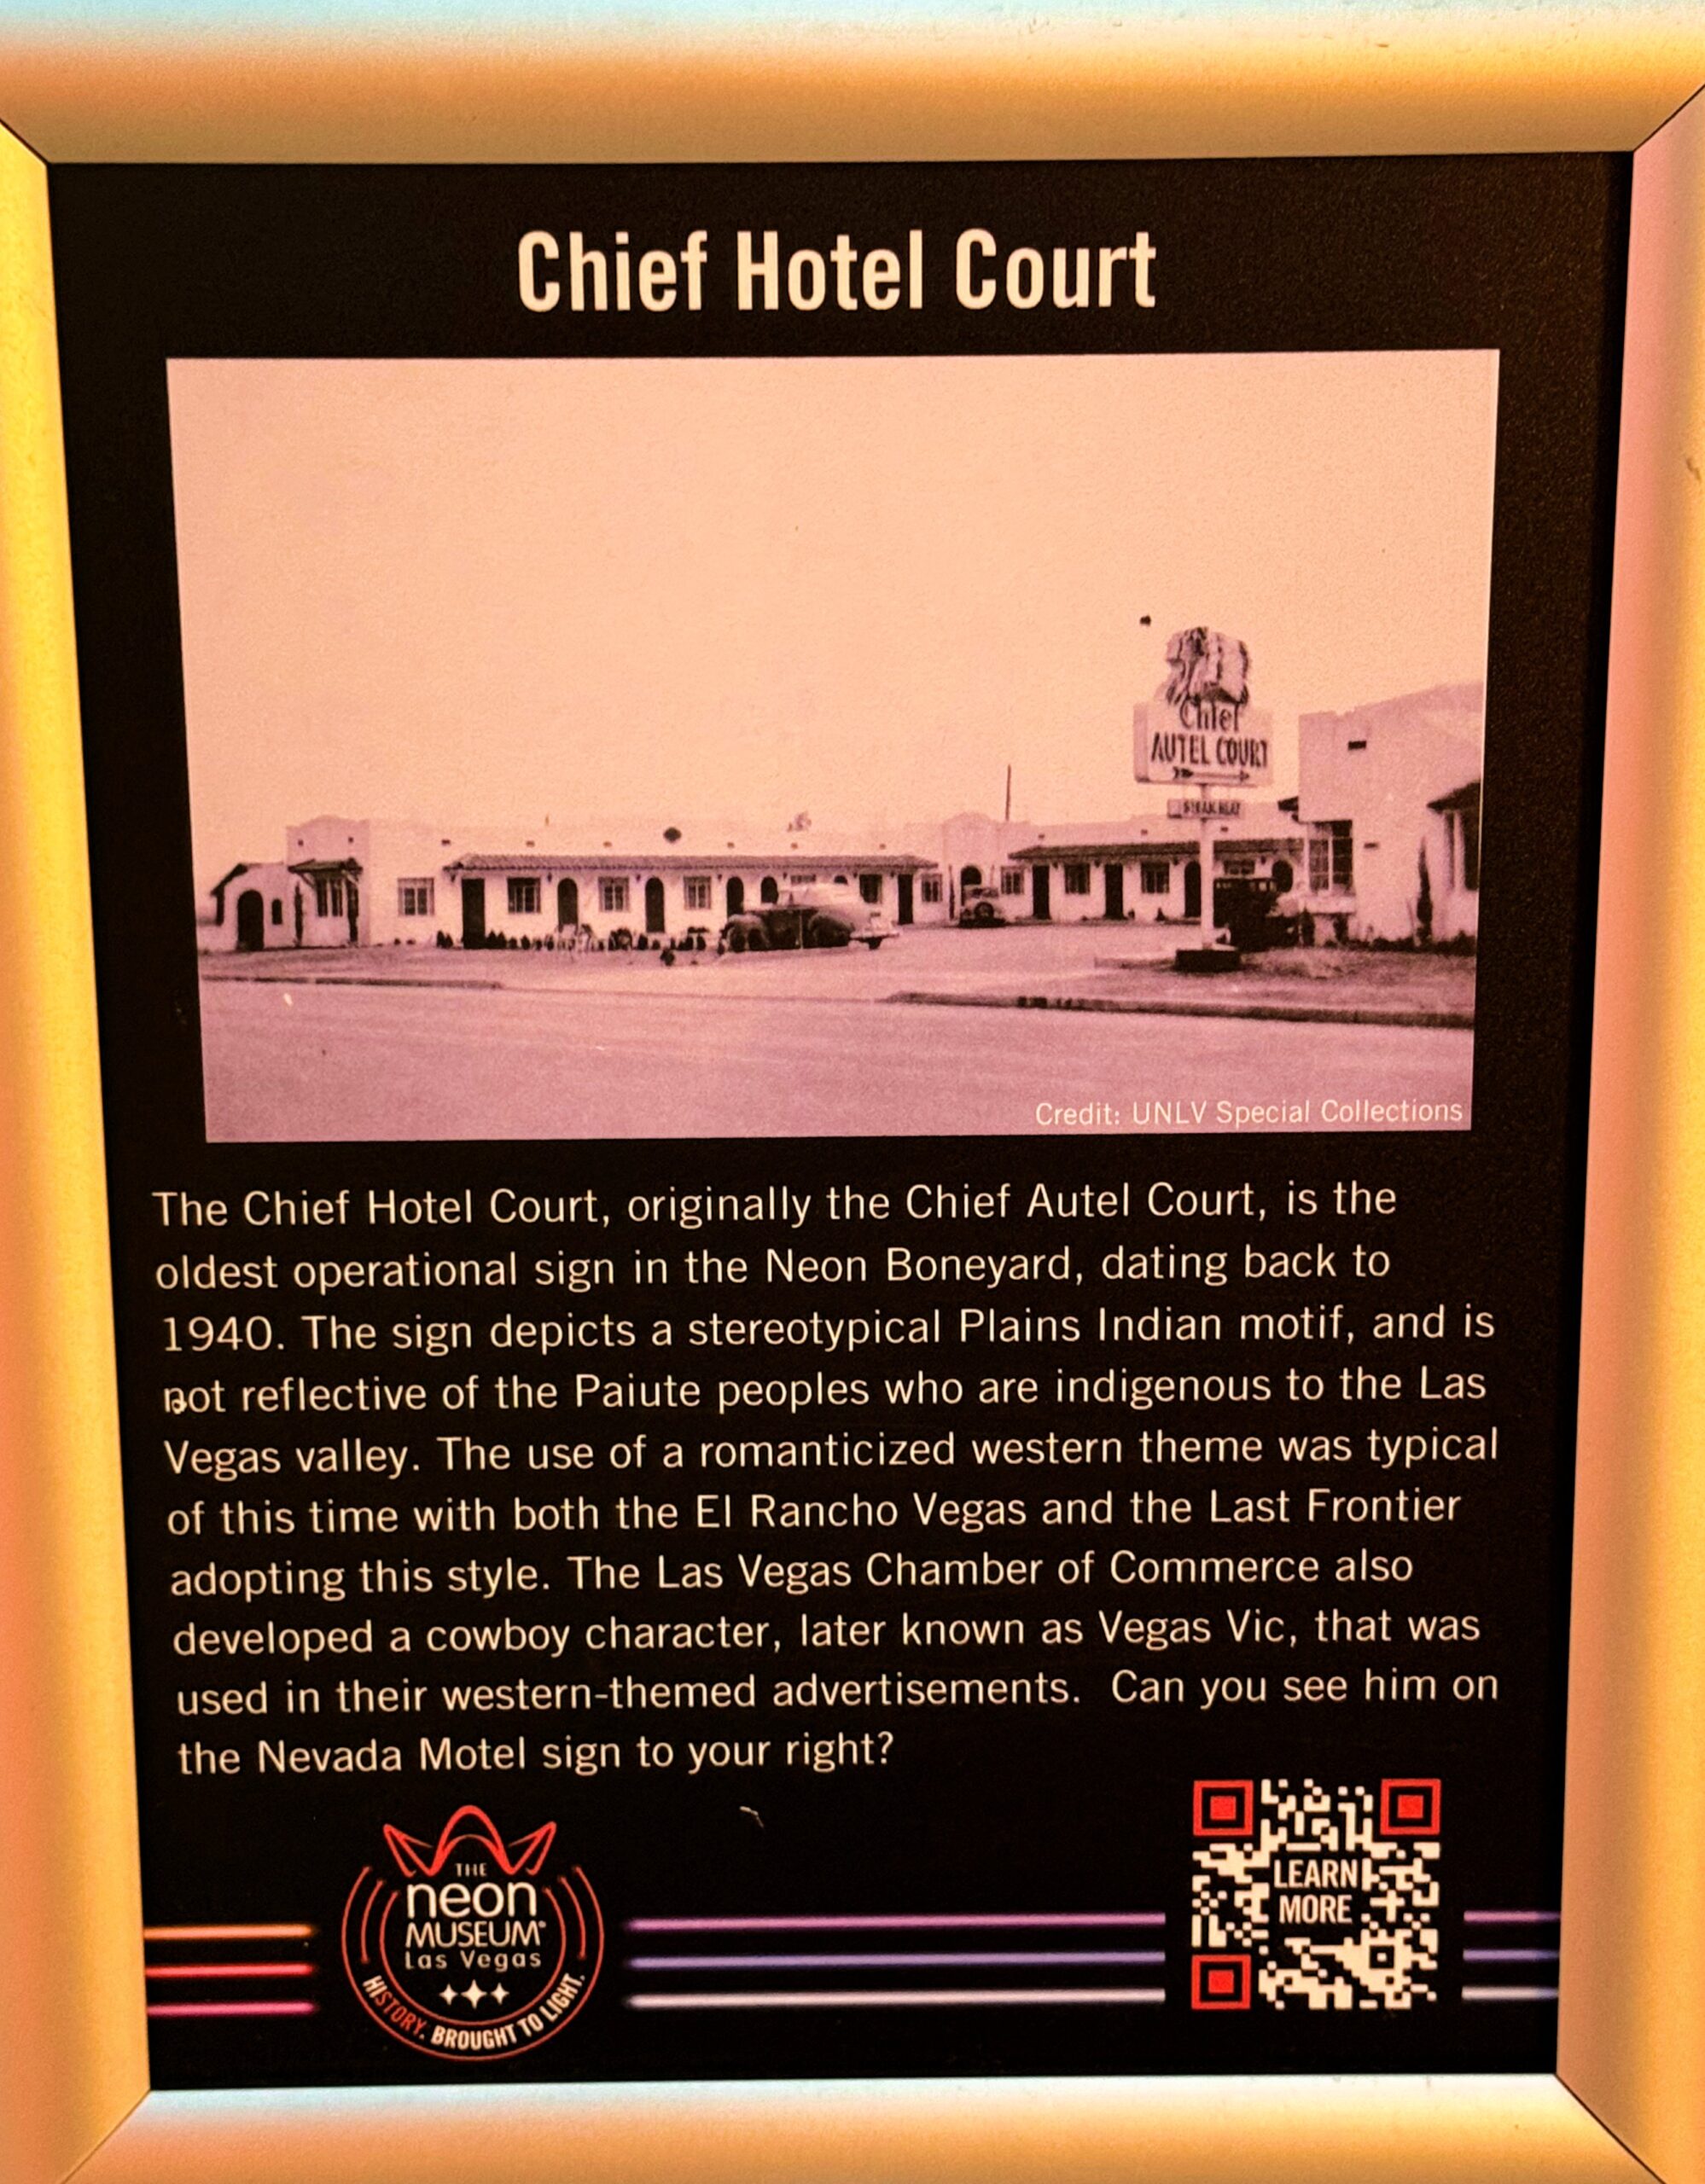 Chief Hotel Court
Chief
AUTEL COURT
STEAM HEAT
Credit: UNLV Special Collections
The Chief Hotel Court, originally the Chief Autel Court, is the
oldest operational sign in the Neon Boneyard, dating back to
1940. The sign depicts a stereotypical Plains Indian motif, and is
not reflective of the Paiute peoples who are indigenous to the Las
Vegas valley. The use of a romanticized western theme was typical
of this time with both the El Rancho Vegas and the Last Frontier
adopting this style. The Las Vegas Chamber of Commerce also
developed a cowboy character, later known as Vegas Vic, that was
used in their western-themed advertisements.  Can you see him on
the Nevada Motel sign to your right?
THE
neon
MUSEUM®
Las Vegas
HISTORY. BROUGHT TO LIGHT.
LEARN
MORE